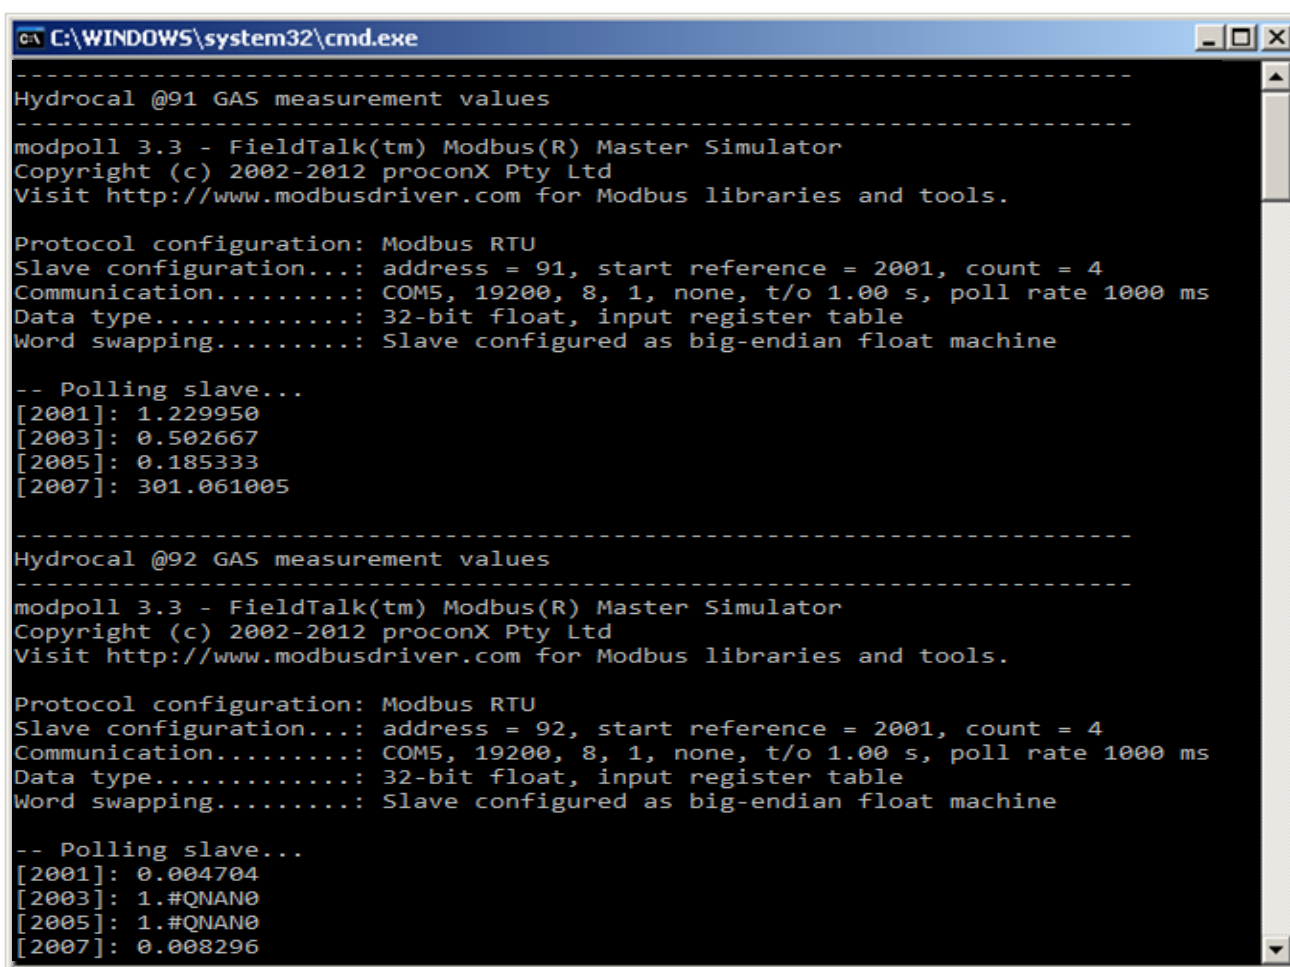 C:\WINDOWS\system32\cmd.exe
------------------------------------------------------------------------
Hydrocal @91 GAS measurement values
------------------------------------------------------------------------
modpoll 3.3 - FieldTalk(tm) Modbus(R) Master Simulator
Copyright (c) 2002-2012 proconX Pty Ltd
Visit http://www.modbusdriver.com for Modbus libraries and tools.
Protocol configuration: Modbus RTU
Slave configuration...: address = 91, start reference = 2001, count = 4
Communication.........: COM5, 19200, 8, 1, none, t/o 1.00 s, poll rate 1000 ms
Data type.............: 32-bit float, input register table
Word swapping.........: Slave configured as big-endian float machine
-- Polling slave...
[2001]: 1.229950
[2003]: 0.502667
[2005]: 0.185333
[2007]: 301.061005
------------------------------------------------------------------------
Hydrocal @92 GAS measurement values
------------------------------------------------------------------------
modpoll 3.3 - FieldTalk(tm) Modbus(R) Master Simulator
Copyright (c) 2002-2012 proconX Pty Ltd
Visit http://www.modbusdriver.com for Modbus libraries and tools.
Protocol configuration: Modbus RTU
Slave configuration...: address = 92, start reference = 2001, count = 4
Communication.........: COM5, 19200, 8, 1, none, t/o 1.00 s, poll rate 1000 ms
Data type.............: 32-bit float, input register table
Word swapping.........: Slave configured as big-endian float machine
-- Polling slave...
[2001]: 0.004704
[2003]: 1.#QNAN0
[2005]: 1.#QNAN0
[2007]: 0.008296